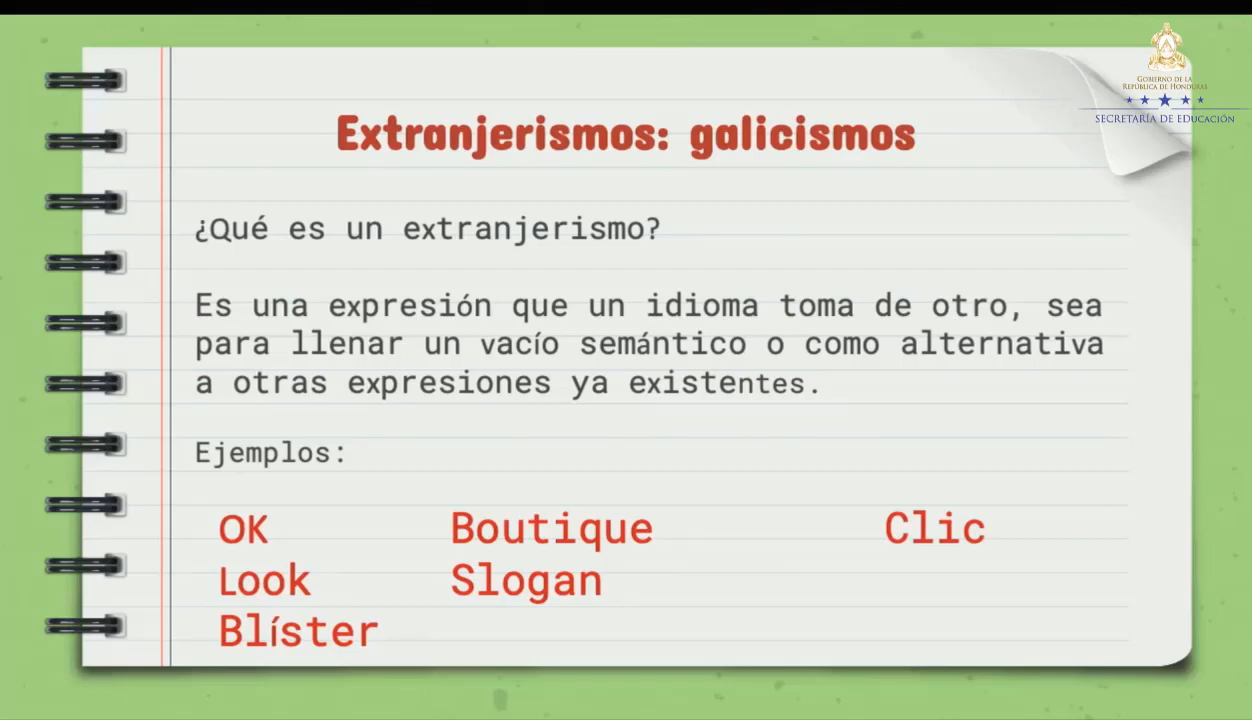 GOBIERNO DE LA
REPÚBLICA DE HONDURAS
SECRETARÍA DE EDUCACIÓN
Extranjerismos: galicismos
¿Qué es un extranjerismo?
Es una expresión que un idioma toma de otro, sea
para llenar un vacío semántico o como alternativa
a otras expresiones ya existentes.
Ejemplos:
OK Boutique Clic
Look Slogan
Blíster